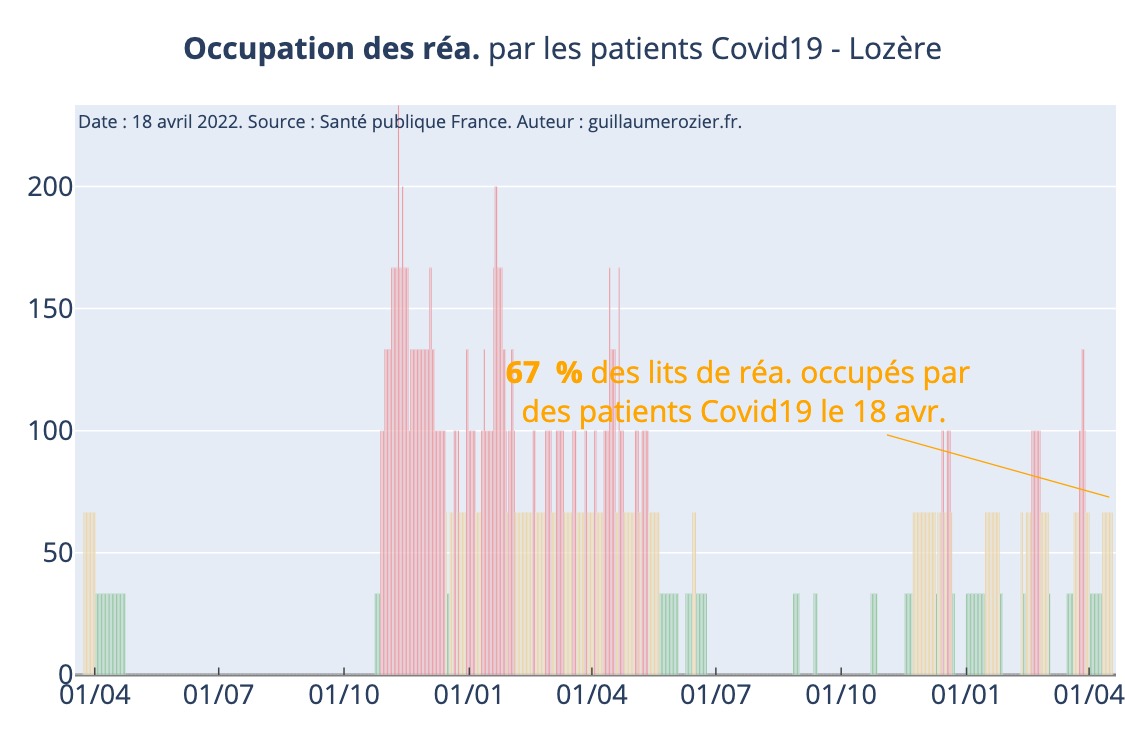 Occupation des réa. par les patients Covid19 - Lozère
Date : 18 avril 2022. Source : Santé publique France. Auteur : guillaumerozier.fr.
200
150
67  % des lits de réa. occupés par
des patients Covid19 le 18 avr.
100
50
0
01/04 01/07 01/10 01/01 01/04 01/07 01/10 01/01 01/04